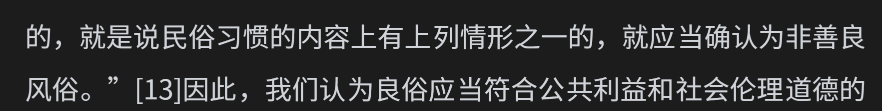 的，就是说民俗习惯的内容上有上列情形之一的，就应当确认为非善良
风俗。”[13]因此，我们认为良俗应当符合公共利益和社会伦理道德的